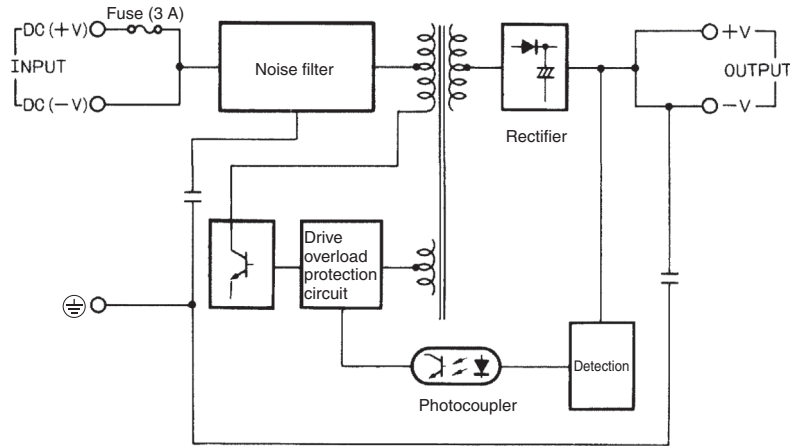 Fuse (3 A)
DC (+V)
INPUT
DC (−V)
Noise filter
Rectifier
+V
OUTPUT
−V
Drive
overload
protection
circuit
Detection
Photocoupler